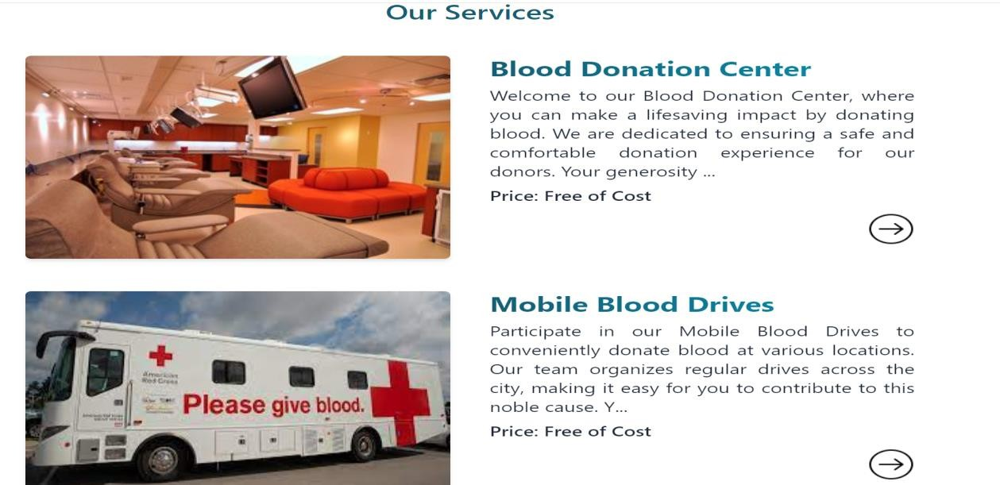 Our Services
Blood Donation Center
Welcome to our Blood Donation Center, where
you can make a lifesaving impact by donating
blood. We are dedicated to ensuring a safe and
comfortable donation experience for our
donors. Your generosity ...
Price: Free of Cost
Mobile Blood Drives
Participate in our Mobile Blood Drives to
conveniently donate blood at various locations.
Our team organizes regular drives across the
city, making it easy for you to contribute to this
noble cause. Y...
Price: Free of Cost
American
Red Cross
Please give blood.